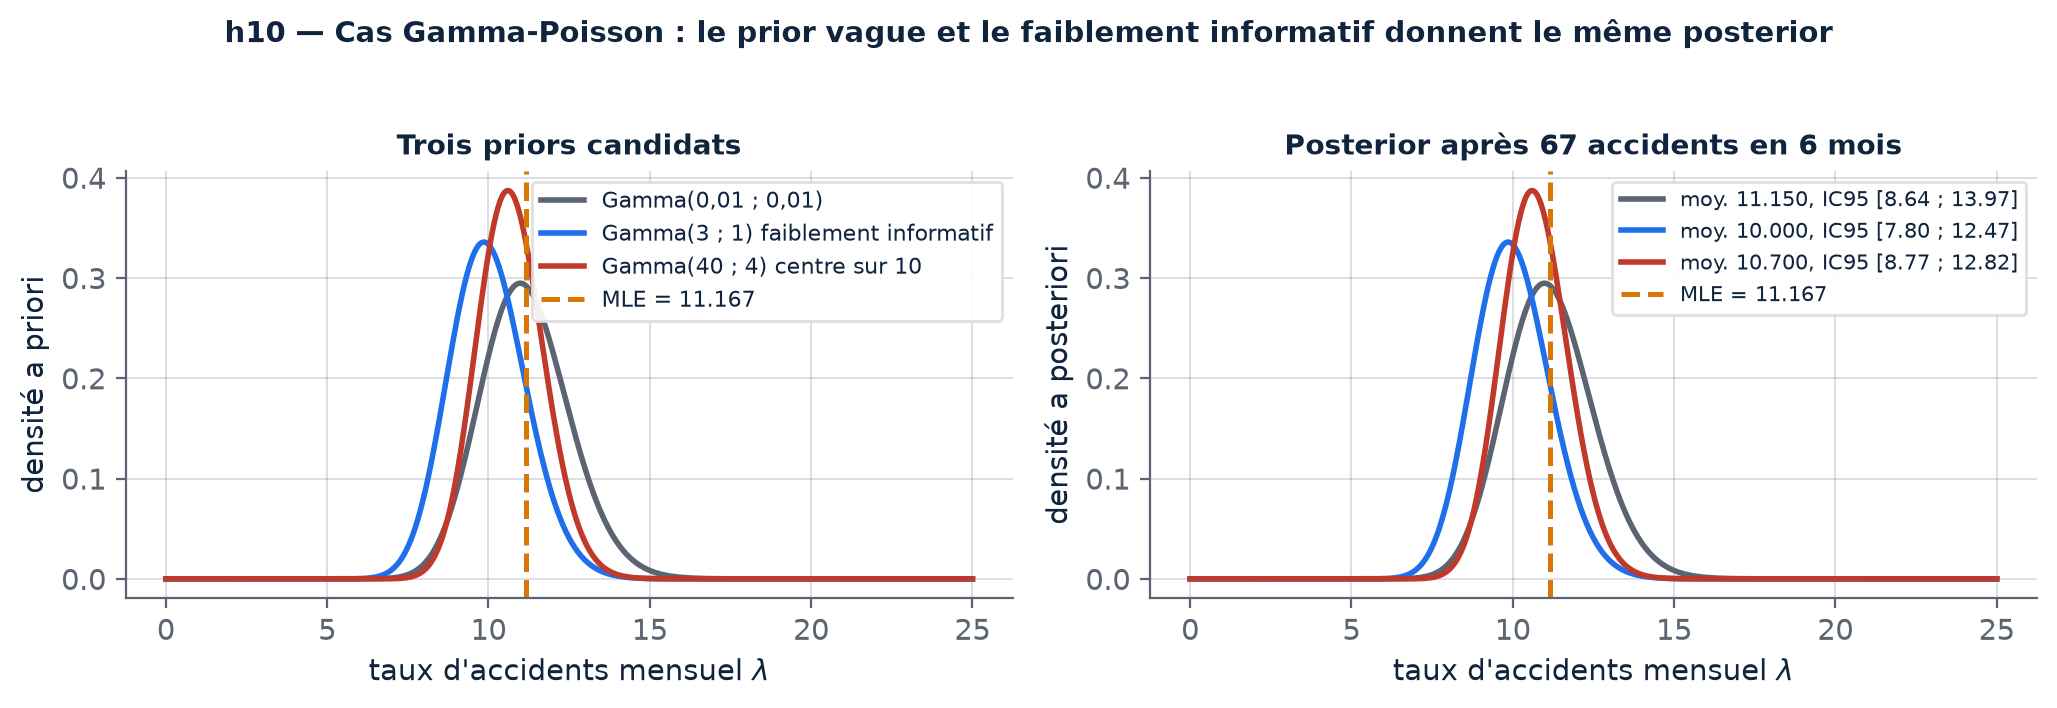 h10 — Cas Gamma-Poisson : le prior vague et le faiblement informatif donnent le même posterior
Trois priors candidats
densité a priori
0.4
0.3
0.2
0.1
0.0
Gamma(0,01 ; 0,01)
Gamma(3 ; 1) faiblement informatif
Gamma(40 ; 4) centre sur 10
MLE = 11.167
0 5 10 15 20 25
taux d'accidents mensuel λ
Posterior après 67 accidents en 6 mois
densité a posteriori
0.4
0.3
0.2
0.1
0.0
moy. 11.150, IC95 [8.64 ; 13.97]
moy. 10.000, IC95 [7.80 ; 12.47]
moy. 10.700, IC95 [8.77 ; 12.82]
MLE = 11.167
0 5 10 15 20 25
taux d'accidents mensuel λ